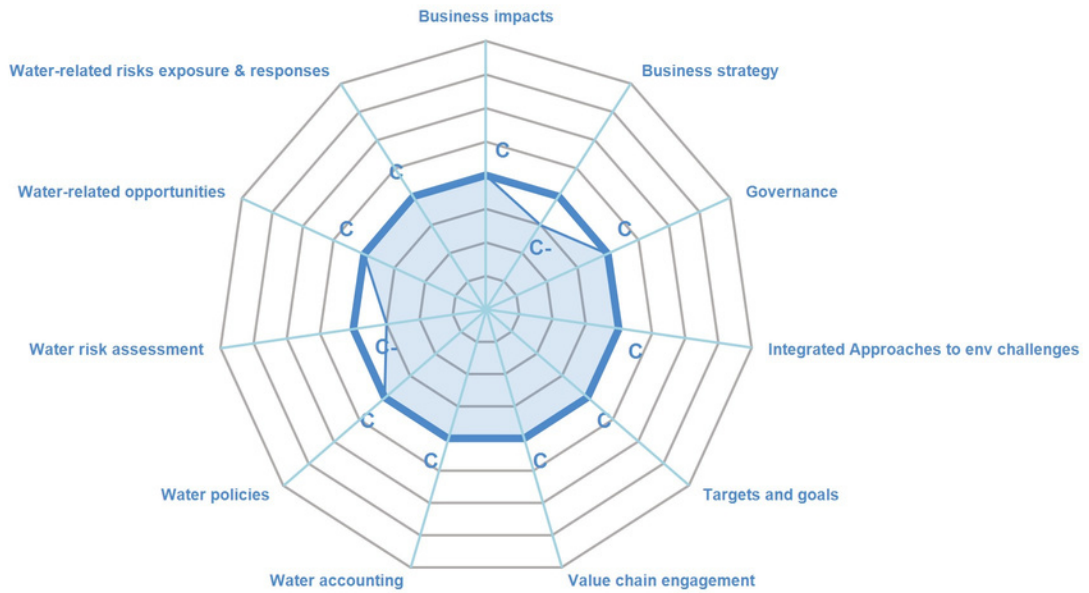 Business impacts
Water-related risks exposure & responses
Business strategy
C
C
Water-related opportunities
Governance
C
C
C-
Water risk assessment
C-
C
Integrated Approaches to env challenges
C
C
C
C
Water policies
Targets and goals
Water accounting
Value chain engagement